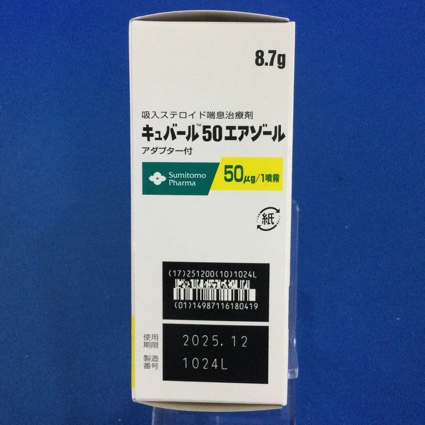 8.7g
吸入ステロイド喘息治療剤
キュバール™50エアゾール
アダプター付
Sumitomo
Pharma
50μg/1噴霧
紙
(17)251200(10)1024L
(01)14987116180419
使用
期限
2025.12
製造
番号
1024L